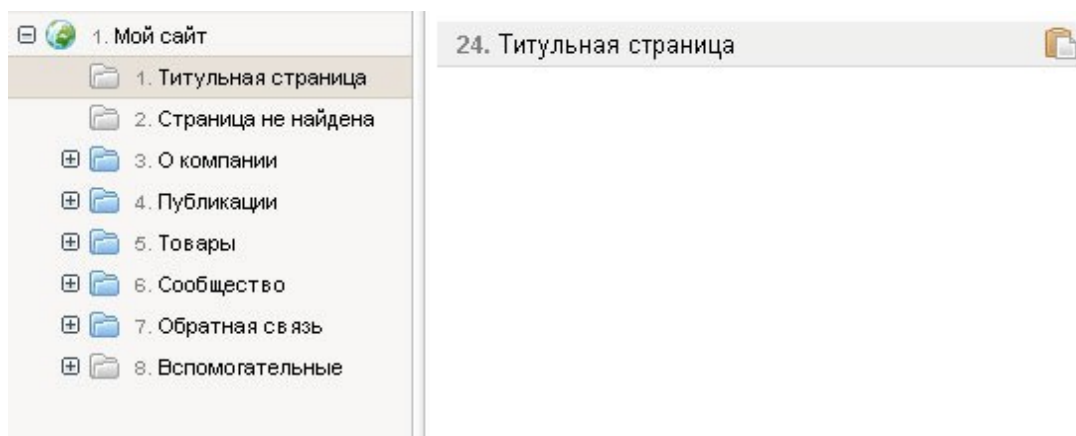 1. Мой сайт
1. Титульная страница
2. Страница не найдена
3. О компании
4. Публикации
5. Товары
6. Сообщество
7. Обратная связь
8. Вспомогательные
24. Титульная страница